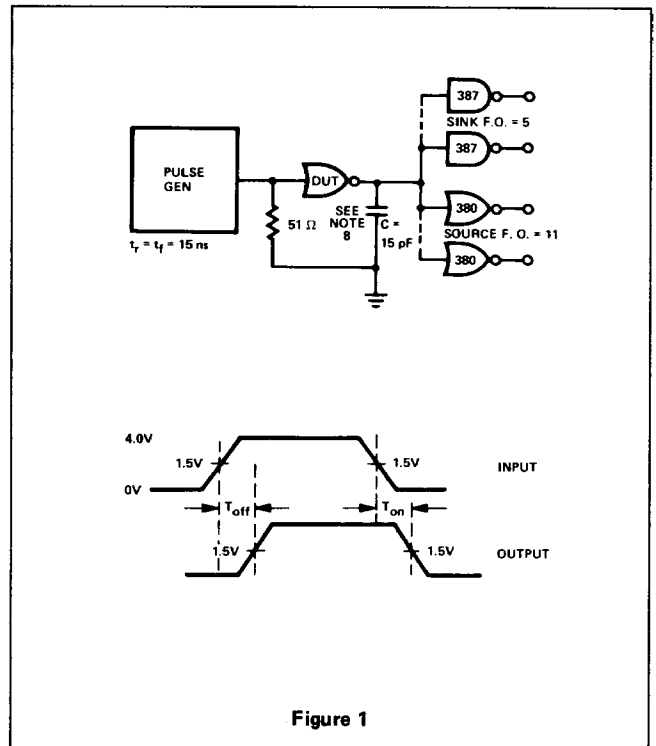 387
SINK F.O. = 5
387
PULSE
GEN
DUT
380
SOURCE F. O. = 11
380
51 Ω
SEE
NOTE
8
C =
15 pF
tr = tf = 15 ns
4.0V
1.5V
1.5V
INPUT
0V
Toff
Ton
1.5V
1.5V
OUTPUT
Figure 1